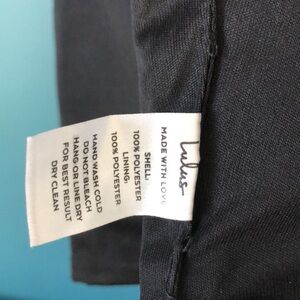 Lulus
MADE WITH LOVE
SHELL:
100% POLYESTER
LINING:
100% POLYESTER
HAND WASH COLD
DO NOT BLEACH
HANG OR LINE DRY
FOR BEST RESULT
DRY CLEAN